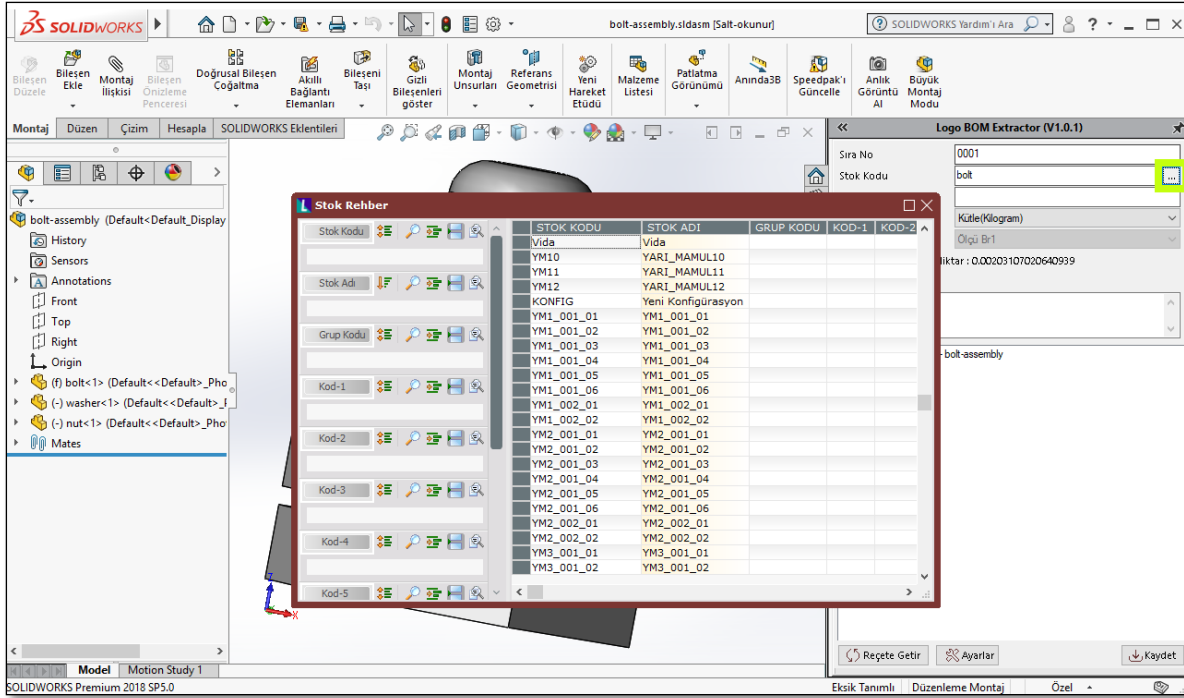 SOLIDWORKS
bolt-assembly.sldasm [Salt-okunur]
SOLIDWORKS Yardım'ı Ara
?
Bileşen Düzele
Bileşen Ekle
Montaj İlişkisi
Bileşen Önizleme Penceresi
Doğrusal Bileşen Çoğaltma
Akıllı Bağlantı Elemanları
Bileşeni Taşı
Gizli Bileşenleri göster
Montaj Unsurları
Referans Geometrisi
Yeni Hareket Etüdü
Malzeme Listesi
Patlatma Görünümü
Anında3B
Speedpak'ı Güncelle
Anlık Görüntü Al
Büyük Montaj Modu
Montaj Düzen Çizim Hesapla SOLIDWORKS Eklentileri
Logo BOM Extractor (V1.0.1)
bolt-assembly (Default<Default_Display
History
Sensors
Annotations
Front
Top
Right
Origin
(f) bolt<1> (Default<<Default>_Pho
(-) washer<1> (Default<<Default>_F
(-) nut<1> (Default<<Default>_Pho
Mates
Stok Rehber
Stok Kodu
Stok Adı
Grup Kodu
Kod-1
Kod-2
Kod-3
Kod-4
Kod-5
STOK KODU STOK ADI GRUP KODU KOD-1 KOD-2
Vida Vida
YM10 YARI_MAMUL10
YM11 YARI_MAMUL11
YM12 YARI_MAMUL12
KONFIG Yeni Konfigürasyon
YM1_001_01 YM1_001_01
YM1_001_02 YM1_001_02
YM1_001_03 YM1_001_03
YM1_001_04 YM1_001_04
YM1_001_05 YM1_001_05
YM1_001_06 YM1_001_06
YM1_002_01 YM1_002_01
YM1_002_02 YM1_002_02
YM2_001_01 YM2_001_01
YM2_001_02 YM2_001_02
YM2_001_03 YM2_001_03
YM2_001_04 YM2_001_04
YM2_001_05 YM2_001_05
YM2_001_06 YM2_001_06
YM2_002_01 YM2_002_01
YM2_002_02 YM2_002_02
YM3_001_01 YM3_001_01
YM3_001_02 YM3_001_02
Sıra No 0001
Stok Kodu bolt ...
Kütle(Kilogram)
Ölçü Br1
liktar : 0.00203107020640939
- bolt-assembly
Reçete Getir Ayarlar Kaydet
X
Z
Model Motion Study 1
SOLIDWORKS Premium 2018 SP5.0
Eksik Tanımlı Düzenleme Montaj Özel